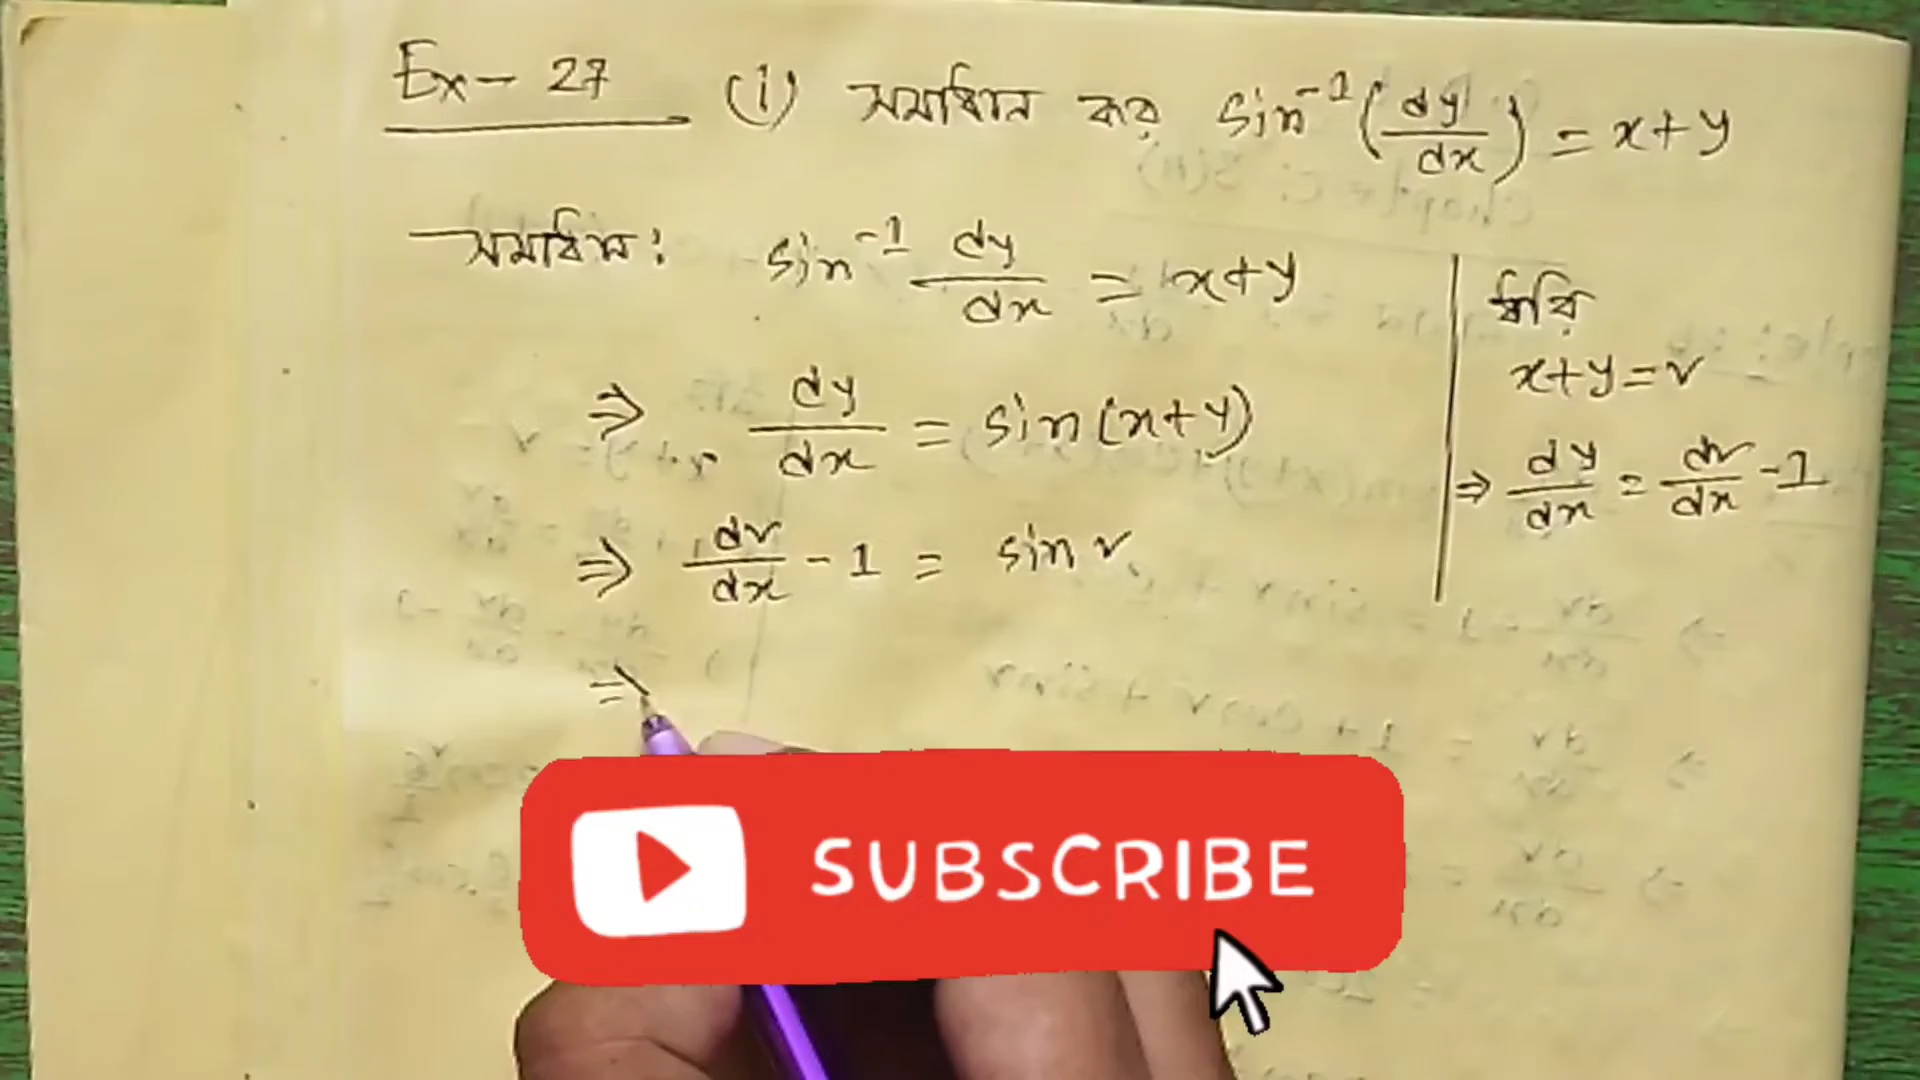 Ex- 27 (i) সমাধান কর sin⁻¹(dy/dx) = x+y
সমাধান: sin⁻¹ dy/dx = x+y
⇒ dy/dx = sin(x+y)
⇒ dv/dx - 1 = sin v
⇒
ধরি
x+y=v
⇒ dy/dx = dv/dx - 1
SUBSCRIBE